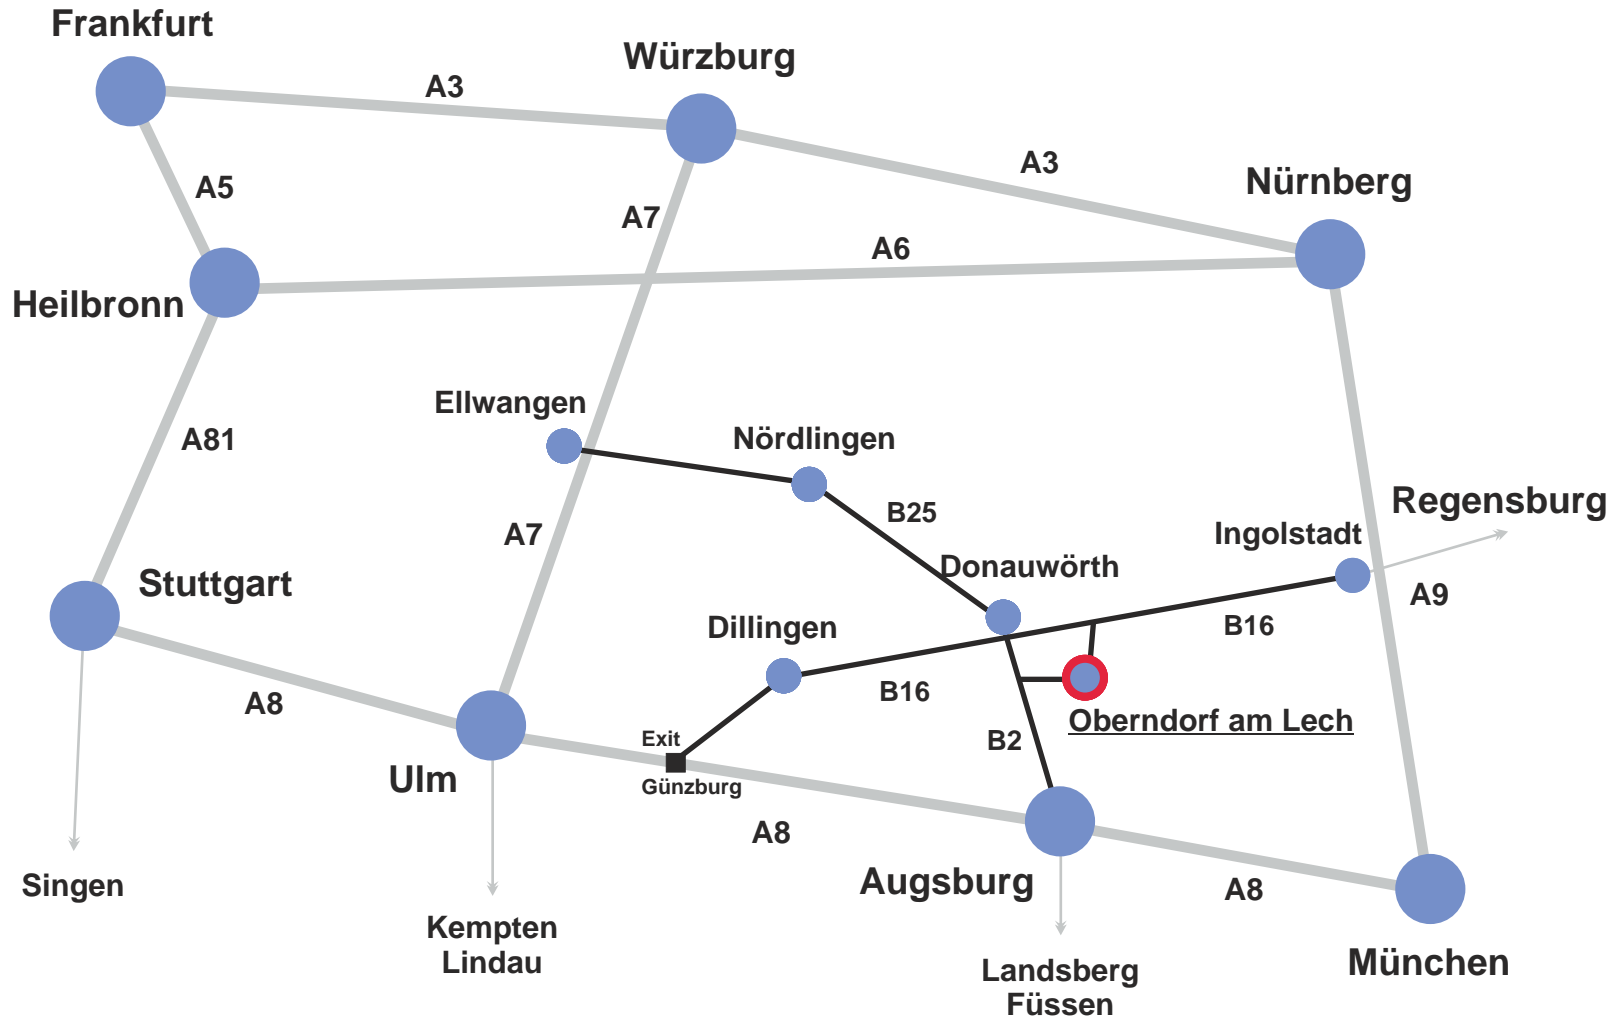 Frankfurt
Würzburg
A3
A3
Nürnberg
A5
A7
A6
Heilbronn
Ellwangen
A81
Nördlingen
Regensburg
B25
Ingolstadt
A7
Donauwörth
Stuttgart
A9
Dillingen
B16
B16
A8
Oberndorf am Lech
Exit
B2
Ulm
Günzburg
A8
Augsburg
A8
Singen
Kempten
Lindau
München
Landsberg
Füssen